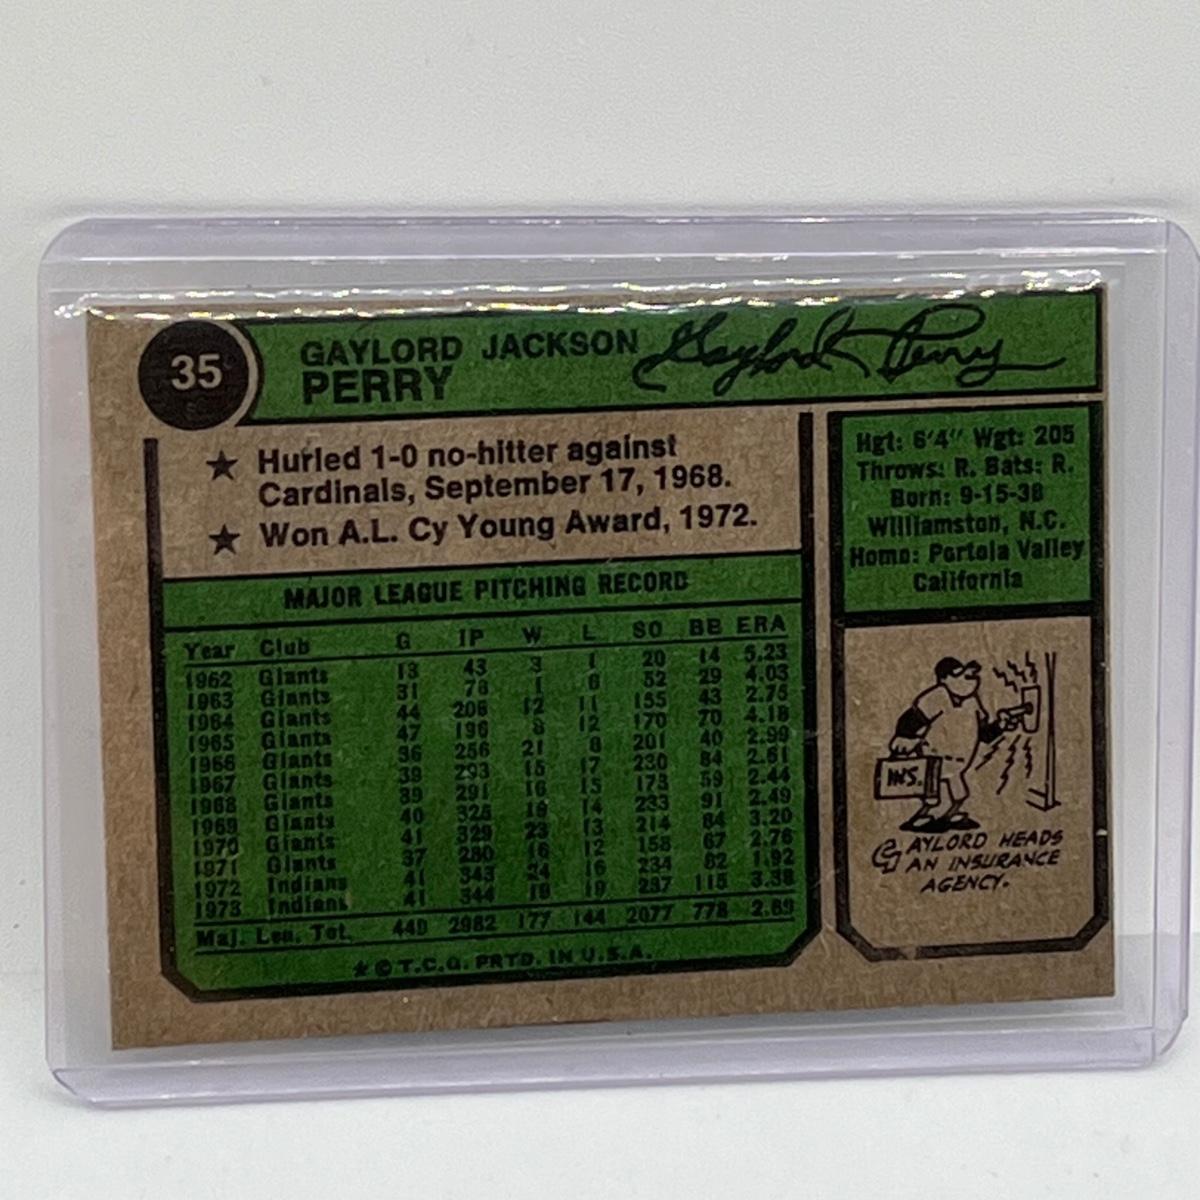 35
GAYLORD JACKSON Gaylord Perry
PERRY
★ Hurled 1-0 no-hitter against
Cardinals, September 17, 1968.
★ Won A.L. Cy Young Award, 1972.
MAJOR LEAGUE PITCHING RECORD
Year Club G IP W L SO BB ERA
1962 Giants 13 43 3 1 20 14 5.23
1963 Giants 31 76 1 6 52 29 4.03
1964 Giants 44 206 12 11 155 43 2.75
1965 Giants 47 196 8 12 170 70 4.18
1966 Giants 36 256 21 8 201 40 2.99
1967 Giants 39 293 15 17 230 84 2.61
1968 Giants 39 291 16 15 173 59 2.44
1969 Giants 40 325 19 14 233 91 2.49
1970 Giants 41 329 23 13 214 84 3.20
1971 Giants 37 280 16 12 158 67 2.76
1972 Indians 41 343 24 16 234 82 1.92
1973 Indians 41 344 19 19 237 115 3.38
Maj. Lea. Tot. 449 2982 177 144 2077 778 2.69
★ © T.C.G. PRTD. IN U.S.A.
Hgt: 6'4" Wgt: 205
Throws: R. Bats: R.
Born: 9-15-38
Williamston, N.C.
Home: Portola Valley
California
INS.
GAYLORD HEADS
AN INSURANCE
AGENCY.